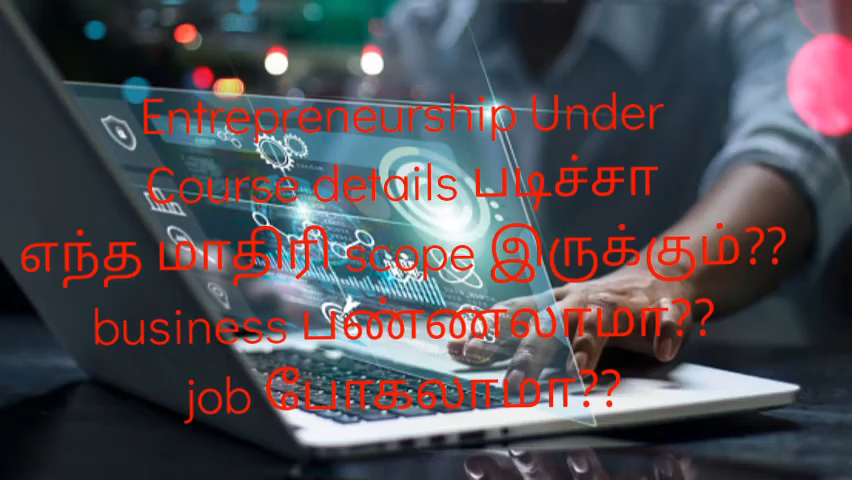 Entrepreneurship Under
Course details படிச்சா
எந்த மாதிரி scope இருக்கும்??
business பண்ணலாமா??
job போகலாமா??